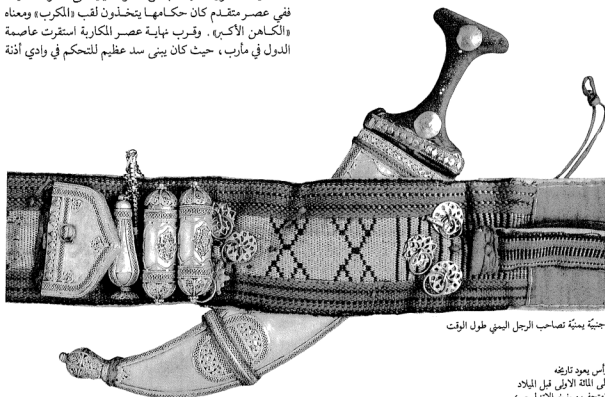 ففي عصر متقدم كان حكامها يتخذون لقب «المكرب» ومعناه
«الكاهن الأكبر». وقرب نهاية عصر المكاربة استقرت عاصمة
الدول في مأرب، حيث كان يبنى سد عظيم للتحكم في وادي أذنة
جنبيّة يمنيّة تصاحب الرجل اليمني طول الوقت
رأس يعود تاريخه
لى المائة الاولى قبل الميلاد